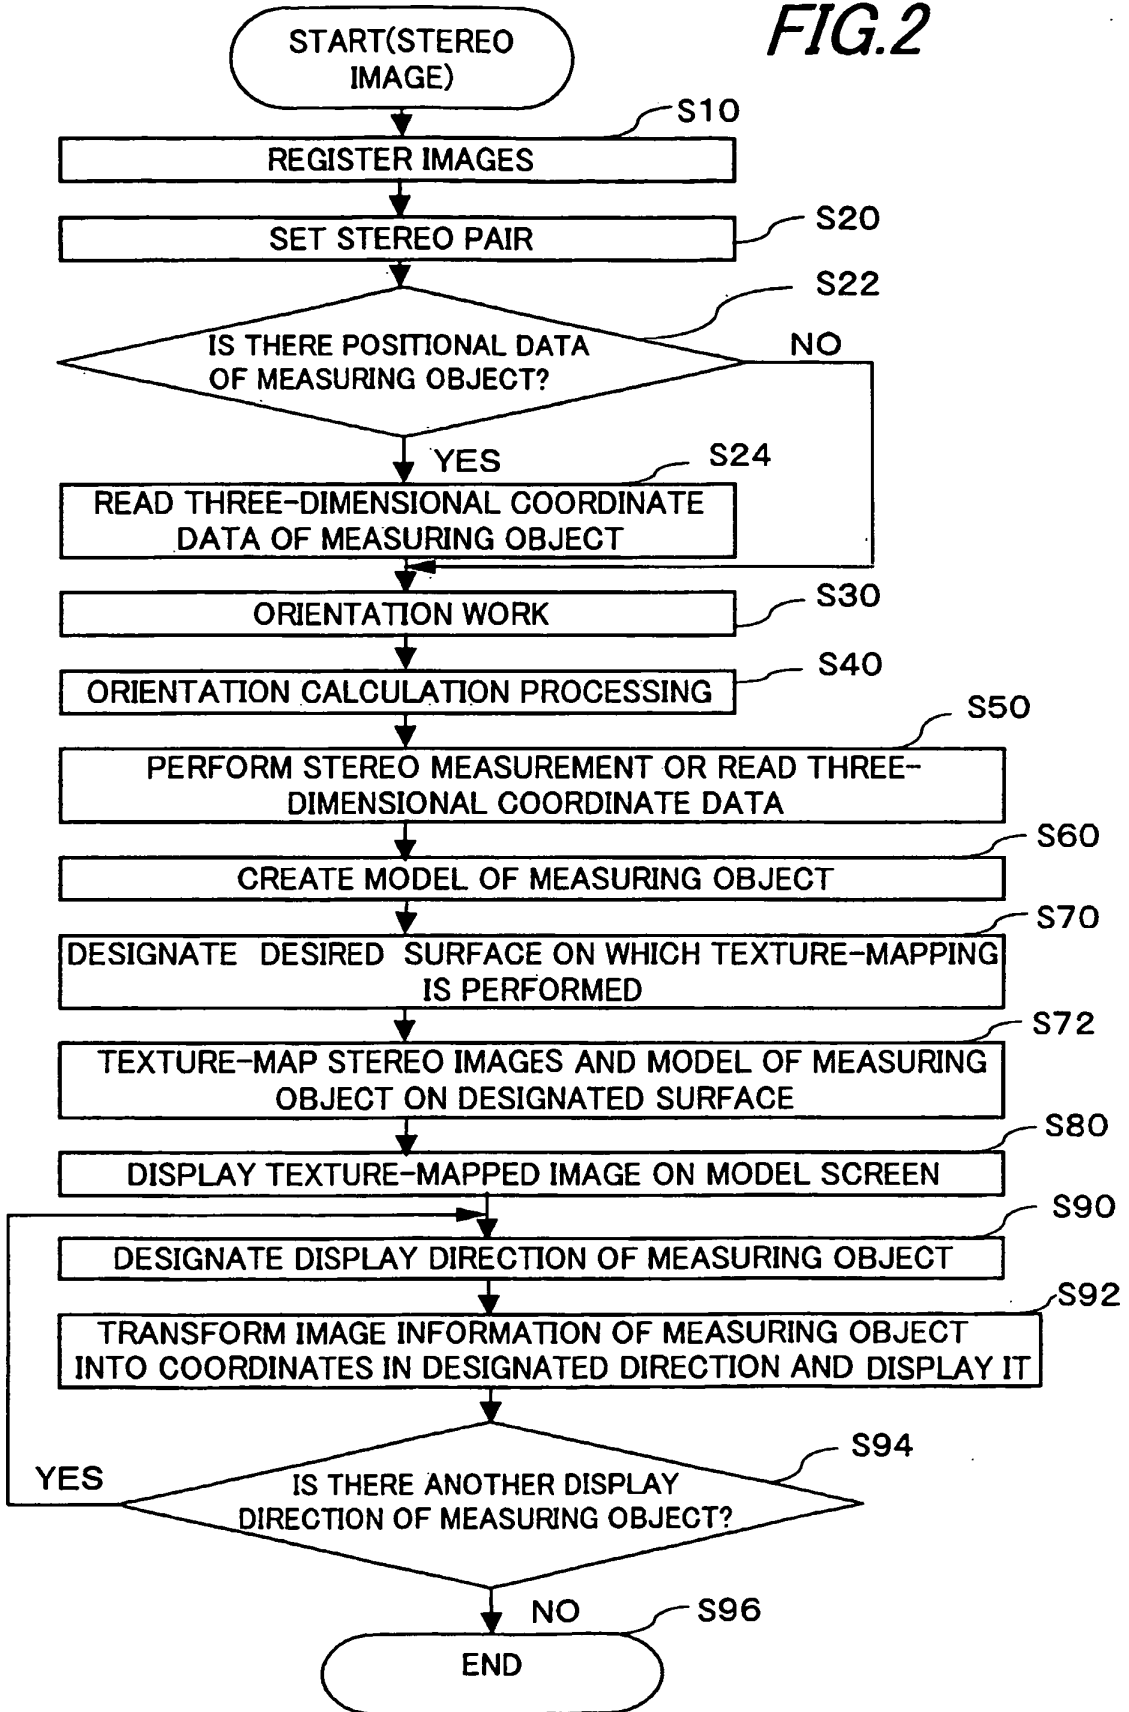 FIG.2
START(STEREO
IMAGE)
S10
REGISTER IMAGES
S20
SET STEREO PAIR
S22
IS THERE POSITIONAL DATA
OF MEASURING OBJECT?
NO
YES
S24
READ THREE-DIMENSIONAL COORDINATE
DATA OF MEASURING OBJECT
S30
ORIENTATION WORK
S40
ORIENTATION CALCULATION PROCESSING
S50
PERFORM STEREO MEASUREMENT OR READ THREE-
DIMENSIONAL COORDINATE DATA
S60
CREATE MODEL OF MEASURING OBJECT
S70
DESIGNATE DESIRED SURFACE ON WHICH TEXTURE-MAPPING
IS PERFORMED
S72
TEXTURE-MAP STEREO IMAGES AND MODEL OF MEASURING
OBJECT ON DESIGNATED SURFACE
S80
DISPLAY TEXTURE-MAPPED IMAGE ON MODEL SCREEN
S90
DESIGNATE DISPLAY DIRECTION OF MEASURING OBJECT
S92
TRANSFORM IMAGE INFORMATION OF MEASURING OBJECT
INTO COORDINATES IN DESIGNATED DIRECTION AND DISPLAY IT
S94
YES
IS THERE ANOTHER DISPLAY
DIRECTION OF MEASURING OBJECT?
NO
S96
END